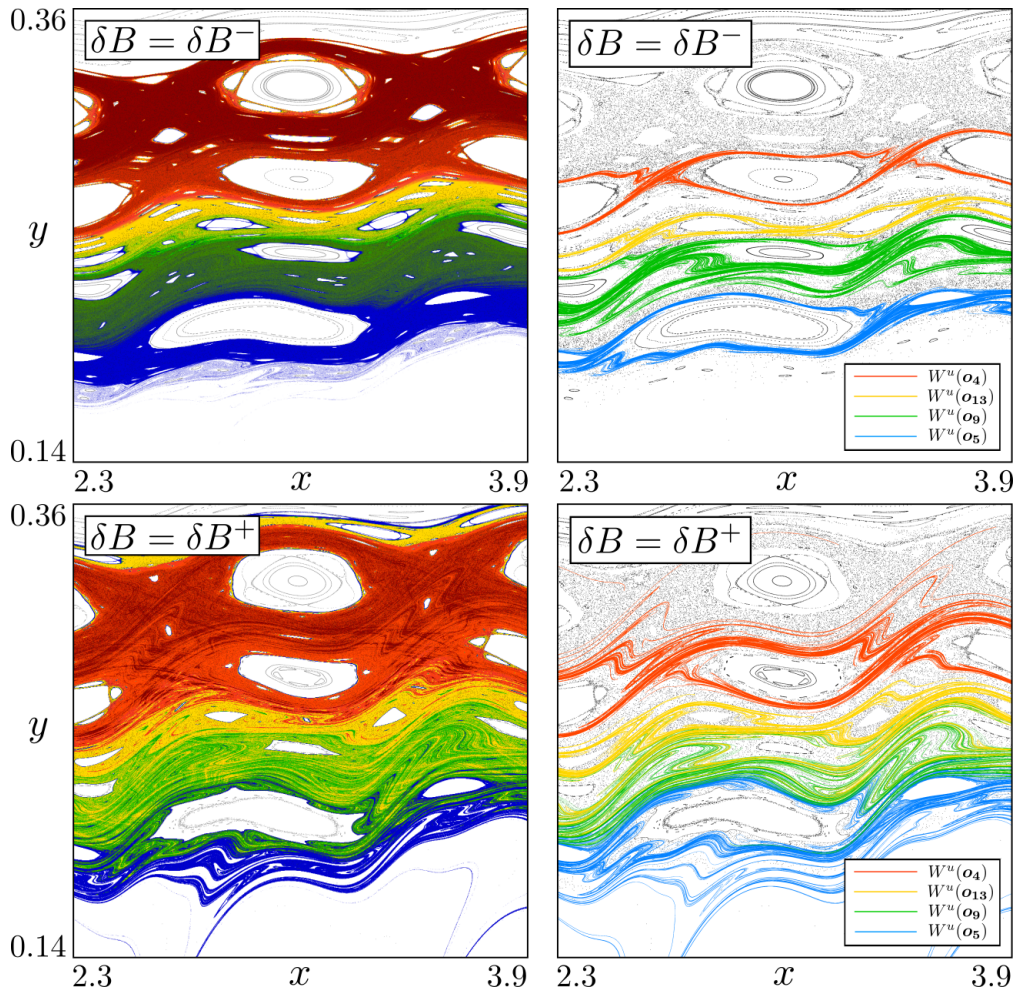 0.36
δB = δB⁻
δB = δB⁻
y
Wᵘ(o₄)
Wᵘ(o₁₃)
Wᵘ(o₉)
Wᵘ(o₅)
0.14
2.3 x 3.9
2.3 x 3.9
0.36
δB = δB⁺
δB = δB⁺
y
Wᵘ(o₄)
Wᵘ(o₁₃)
Wᵘ(o₉)
Wᵘ(o₅)
0.14
2.3 x 3.9
2.3 x 3.9